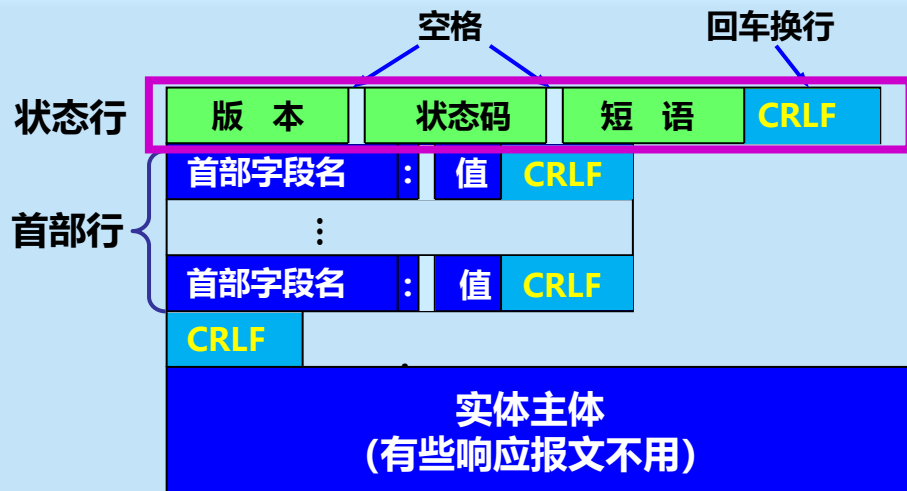 空格 回车换行
状态行 版 本 状态码 短 语 CRLF
首部字段名 : 值 CRLF
首部行 ⋮
首部字段名 : 值 CRLF
CRLF
实体主体
(有些响应报文不用)